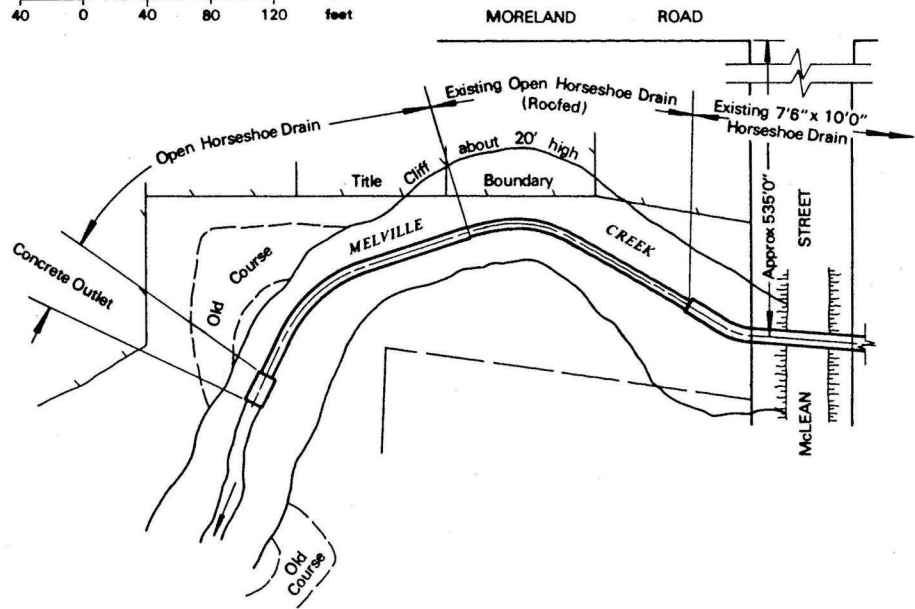 40 0 40 80 120 feet
MORELAND ROAD
Existing Open Horseshoe Drain
(Roofed)
Existing 7'6" x 10'0"
Horseshoe Drain
Open Horseshoe Drain
Cliff about 20' high
Title Boundary
Approx 535'0"
STREET
MELVILLE CREEK
Old Course
Concrete Outlet
McLEAN
Old
Course